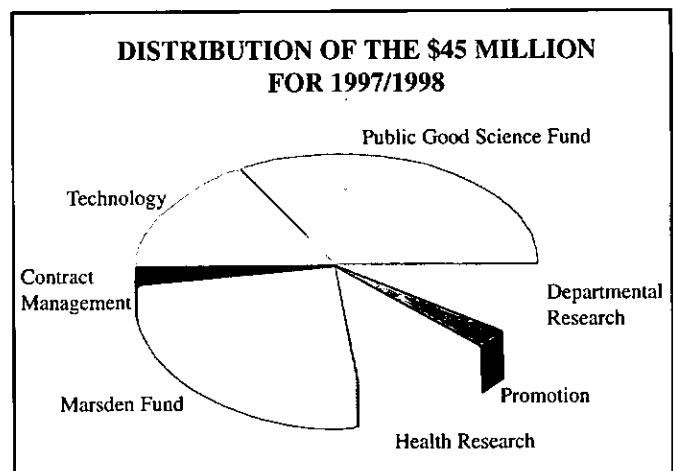 DISTRIBUTION OF THE $45 MILLION
FOR 1997/1998
Public Good Science Fund
Technology
Contract
Management
Departmental
Research
Marsden Fund
Promotion
Health Research